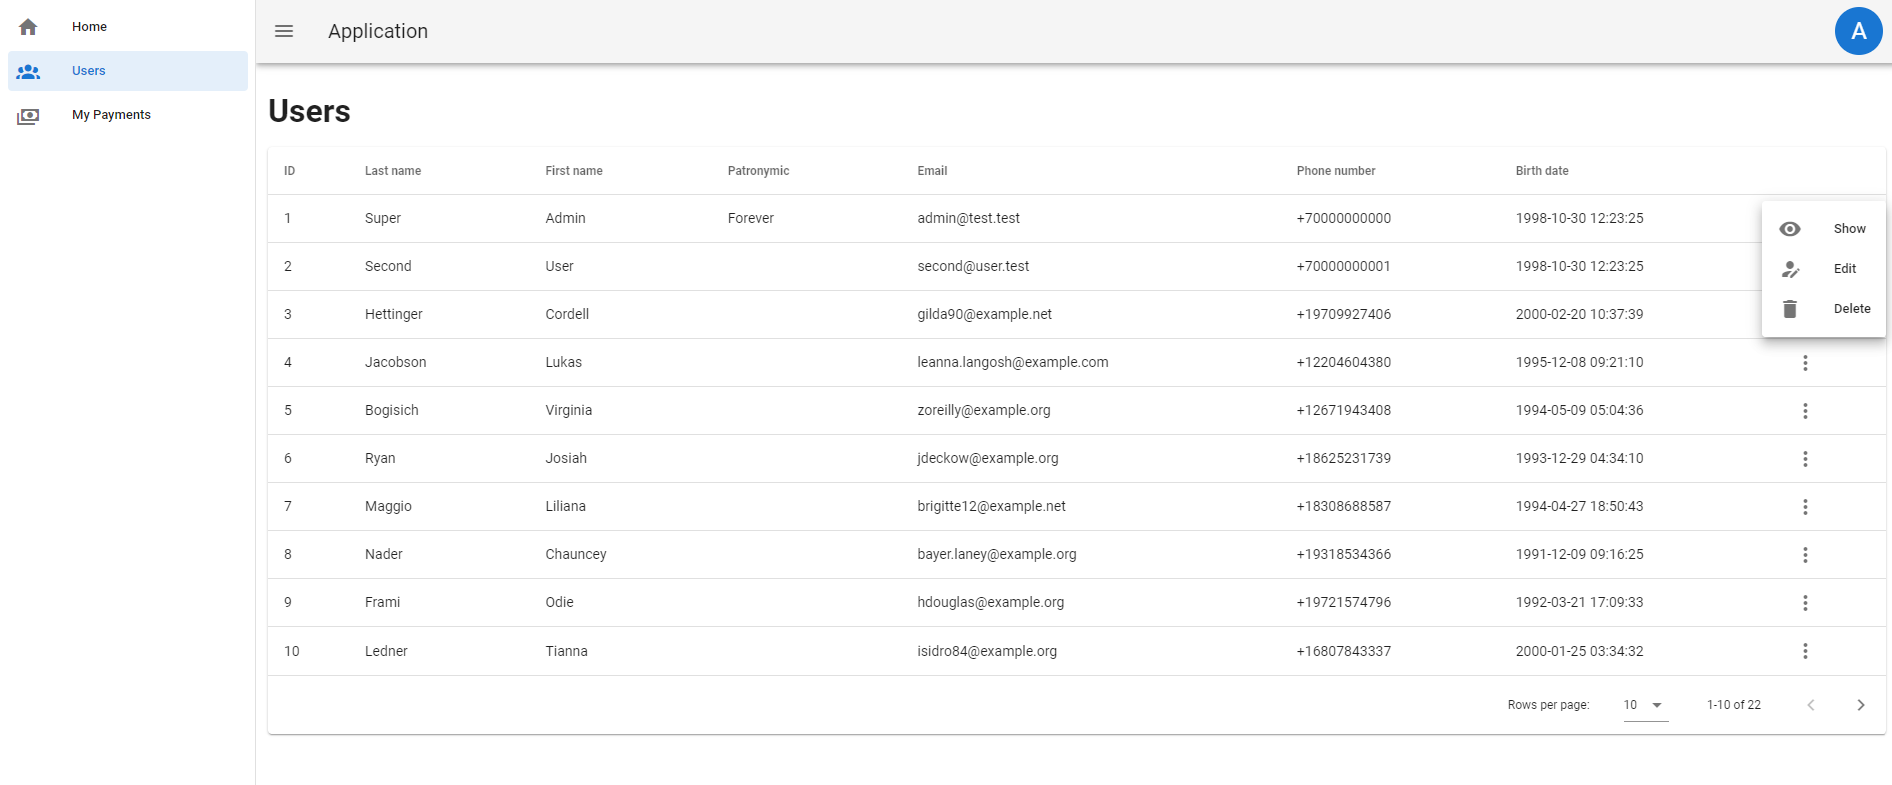 Home
Users
My Payments
Application
A
Users
ID Last name First name Patronymic Email Phone number Birth date
1 Super Admin Forever admin@test.test +70000000000 1998-10-30 12:23:25
2 Second User second@user.test +70000000001 1998-10-30 12:23:25
3 Hettinger Cordell gilda90@example.net +19709927406 2000-02-20 10:37:39
4 Jacobson Lukas leanna.langosh@example.com +12204604380 1995-12-08 09:21:10
5 Bogisich Virginia zoreilly@example.org +12671943408 1994-05-09 05:04:36
6 Ryan Josiah jdeckow@example.org +18625231739 1993-12-29 04:34:10
7 Maggio Liliana brigitte12@example.net +18308688587 1994-04-27 18:50:43
8 Nader Chauncey bayer.laney@example.org +19318534366 1991-12-09 09:16:25
9 Frami Odie hdouglas@example.org +19721574796 1992-03-21 17:09:33
10 Ledner Tianna isidro84@example.org +16807843337 2000-01-25 03:34:32
Show
Edit
Delete
Rows per page: 10 1-10 of 22